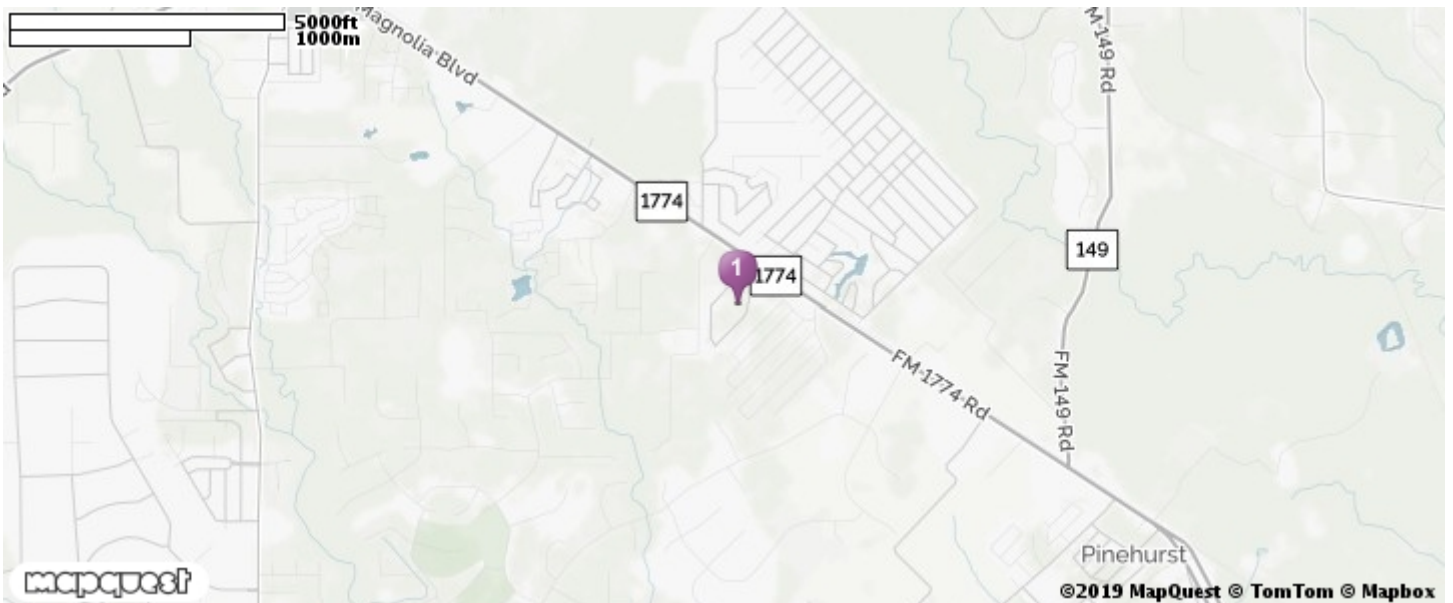 5000ft
1000m
Magnolia Blvd
M-149-Rd
1774
149
1
1774
FM-1774-Rd
FM-149-Rd
Pinehurst
mapquest
©2019 MapQuest © TomTom © Mapbox